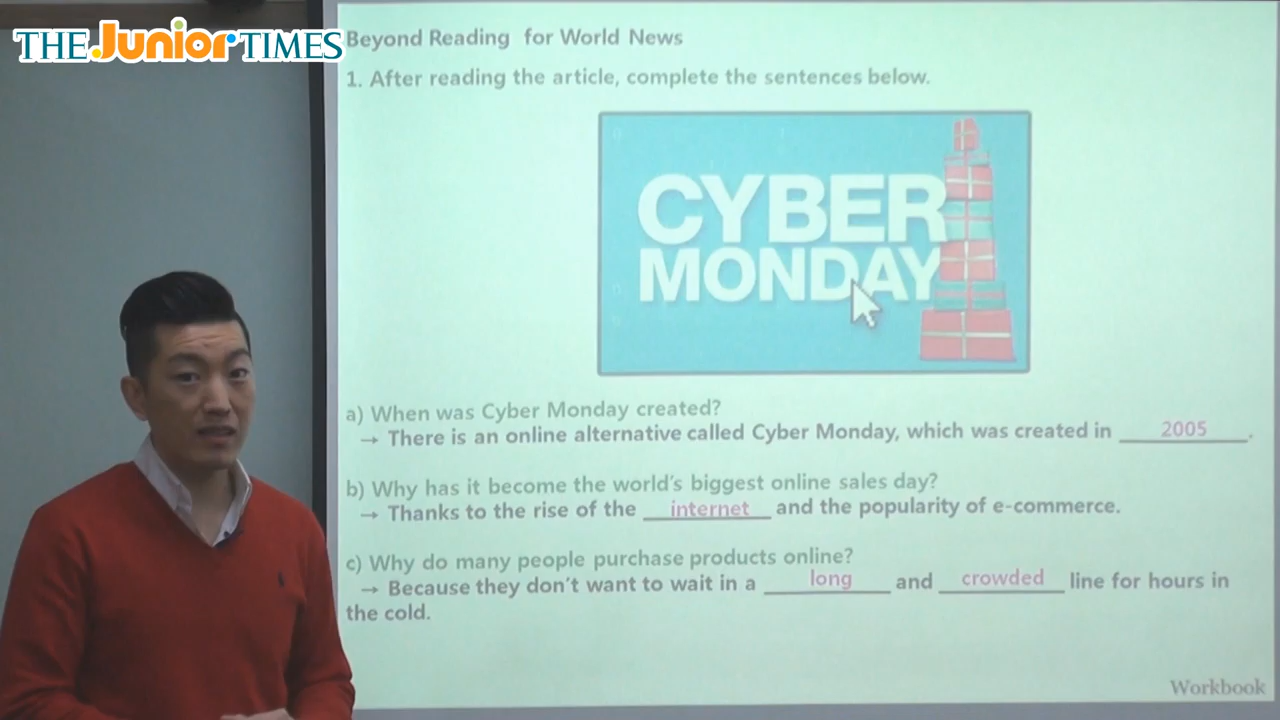 THE Junior TIMES
Beyond Reading for World News
1. After reading the article, complete the sentences below.
CYBER
MONDAY
a) When was Cyber Monday created?
→ There is an online alternative called Cyber Monday, which was created in 2005.
b) Why has it become the world's biggest online sales day?
→ Thanks to the rise of the internet and the popularity of e-commerce.
c) Why do many people purchase products online?
→ Because they don't want to wait in a long and crowded line for hours in
the cold.
Workbook